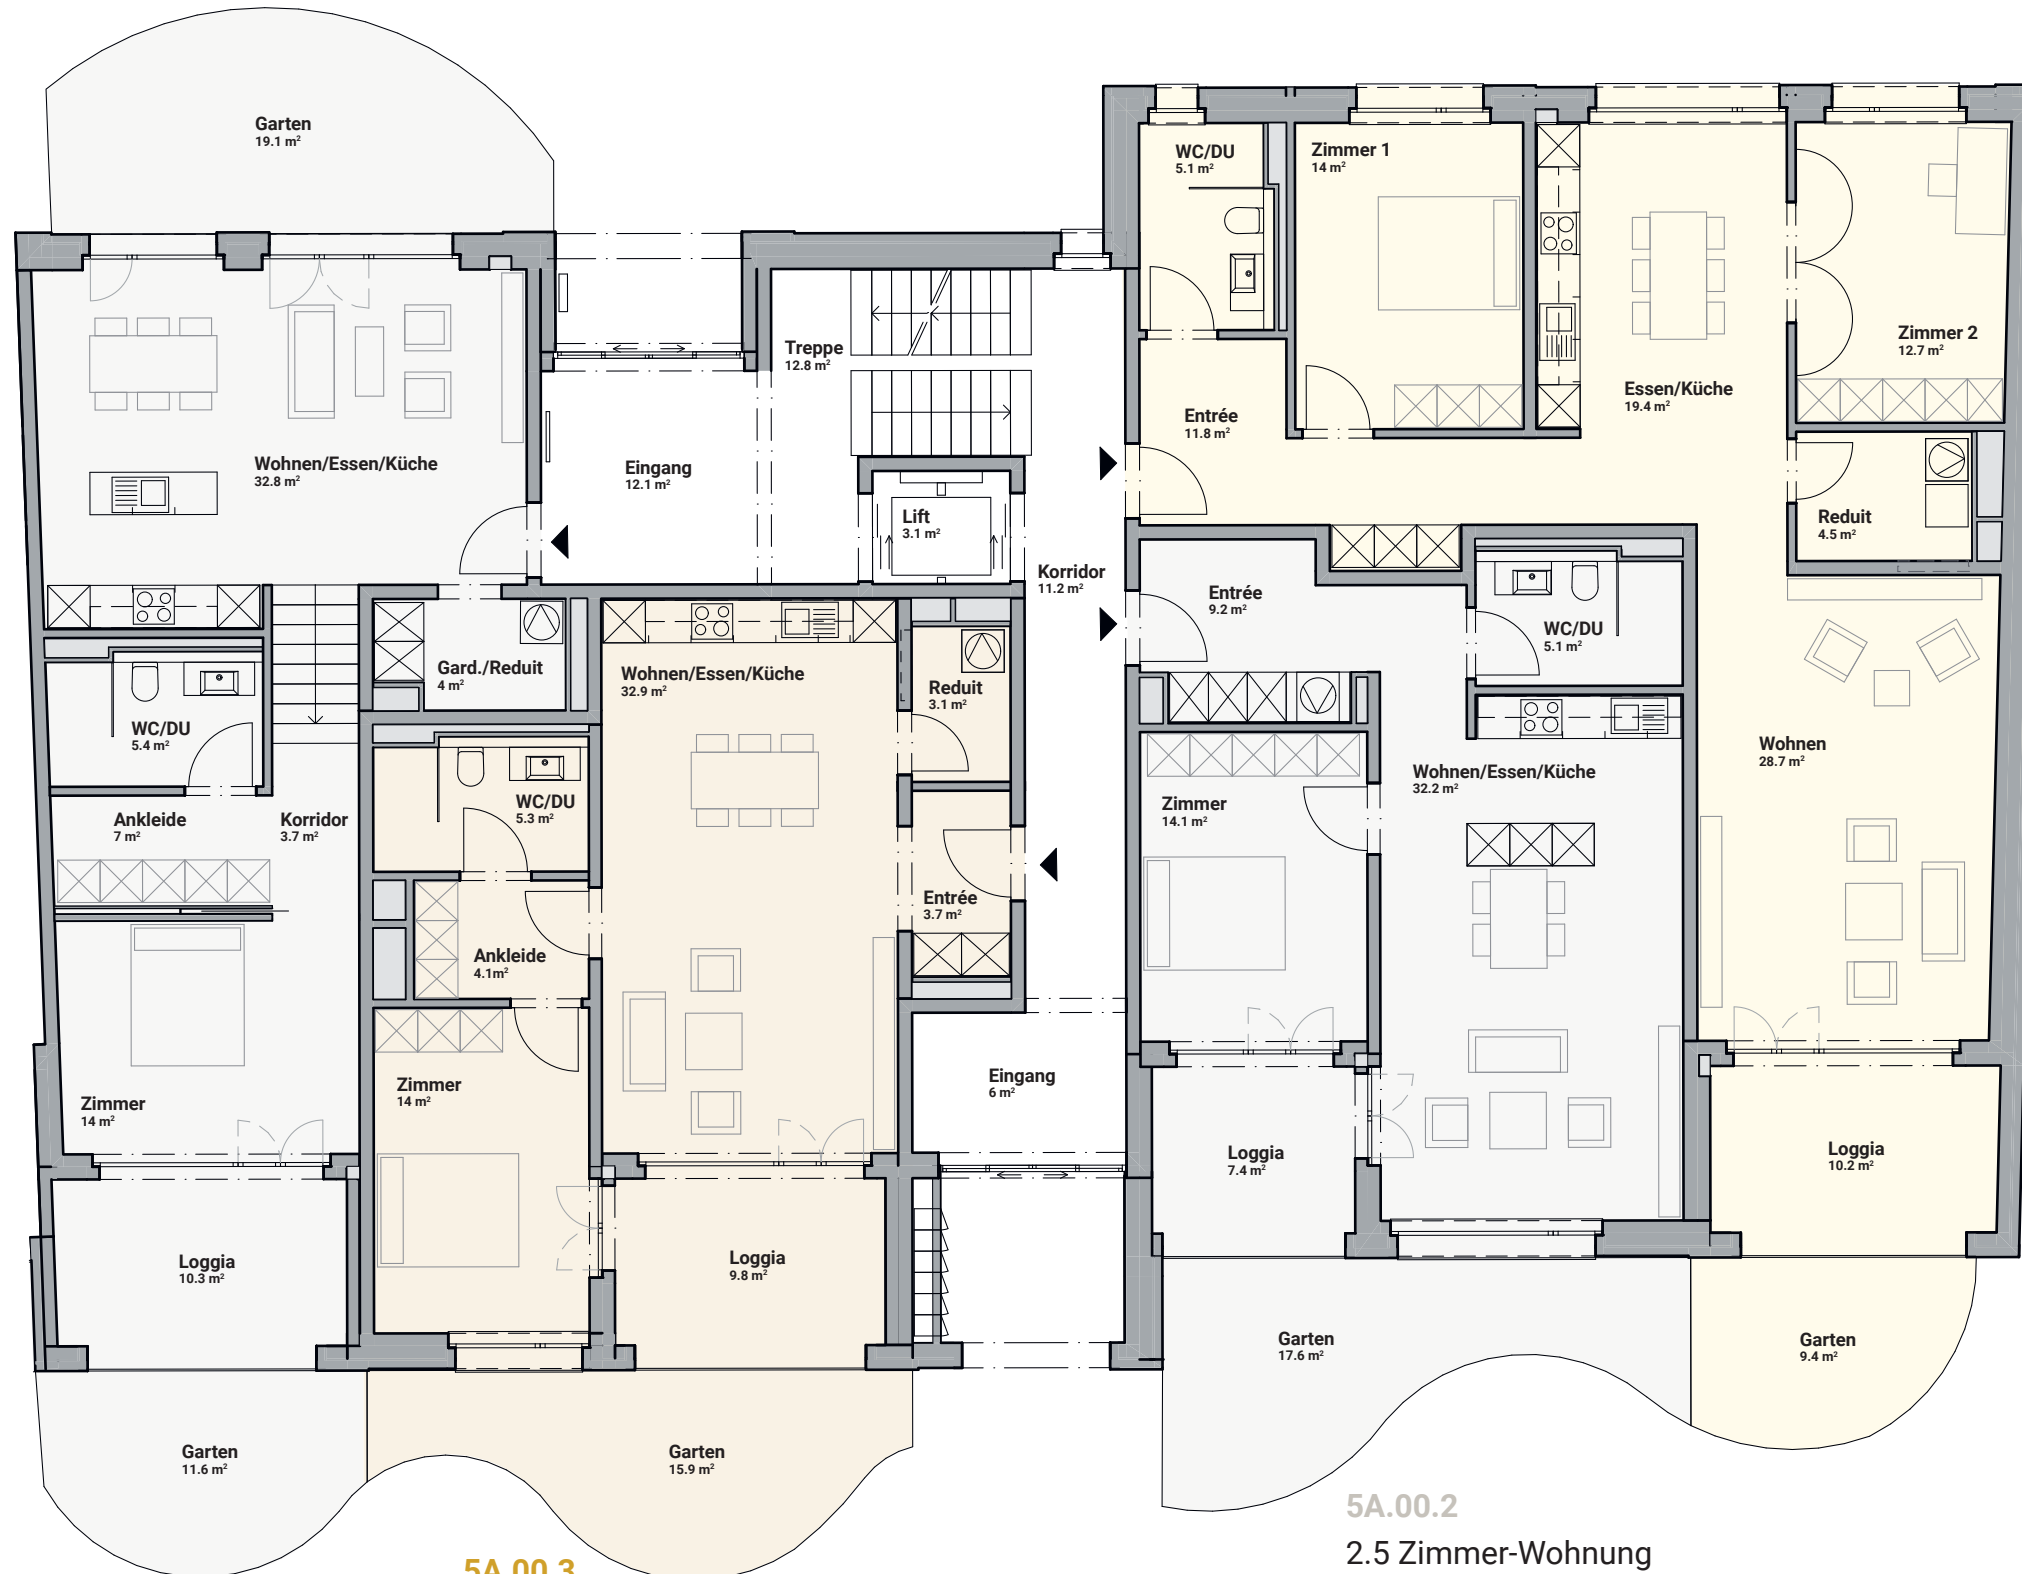 Garten
19.1 m²
WC/DU
5.1 m²
Zimmer 1
14 m²
Zimmer 2
12.7 m²
Treppe
12.8 m²
Essen/Küche
19.4 m²
Entrée
11.8 m²
Wohnen/Essen/Küche
32.8 m²
Eingang
12.1 m²
Lift
3.1 m²
Reduit
4.5 m²
Korridor
11.2 m²
Entrée
9.2 m²
WC/DU
5.1 m²
Gard./Reduit
4 m²
Wohnen/Essen/Küche
32.9 m²
Reduit
3.1 m²
WC/DU
5.4 m²
Wohnen
28.7 m²
Wohnen/Essen/Küche
32.2 m²
Zimmer
14.1 m²
WC/DU
5.3 m²
Ankleide
7 m²
Korridor
3.7 m²
Entrée
3.7 m²
Ankleide
4.1m²
Eingang
6 m²
Zimmer
14 m²
Zimmer
14 m²
Loggia
7.4 m²
Loggia
10.2 m²
Loggia
10.3 m²
Loggia
9.8 m²
Garten
17.6 m²
Garten
9.4 m²
Garten
11.6 m²
Garten
15.9 m²
5A.00.2
2.5 Zimmer-Wohnung
5A.00.3